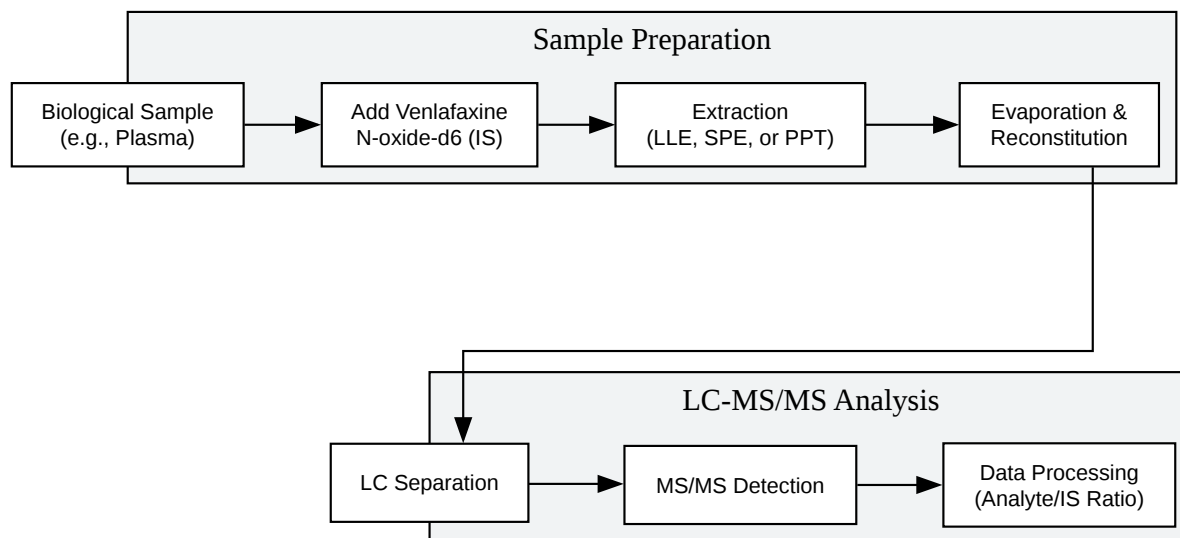 Sample Preparation
Biological Sample
(e.g., Plasma)
Add Venlafaxine
N-oxide-d6 (IS)
Extraction
(LLE, SPE, or PPT)
Evaporation &
Reconstitution
LC-MS/MS Analysis
LC Separation
MS/MS Detection
Data Processing
(Analyte/IS Ratio)